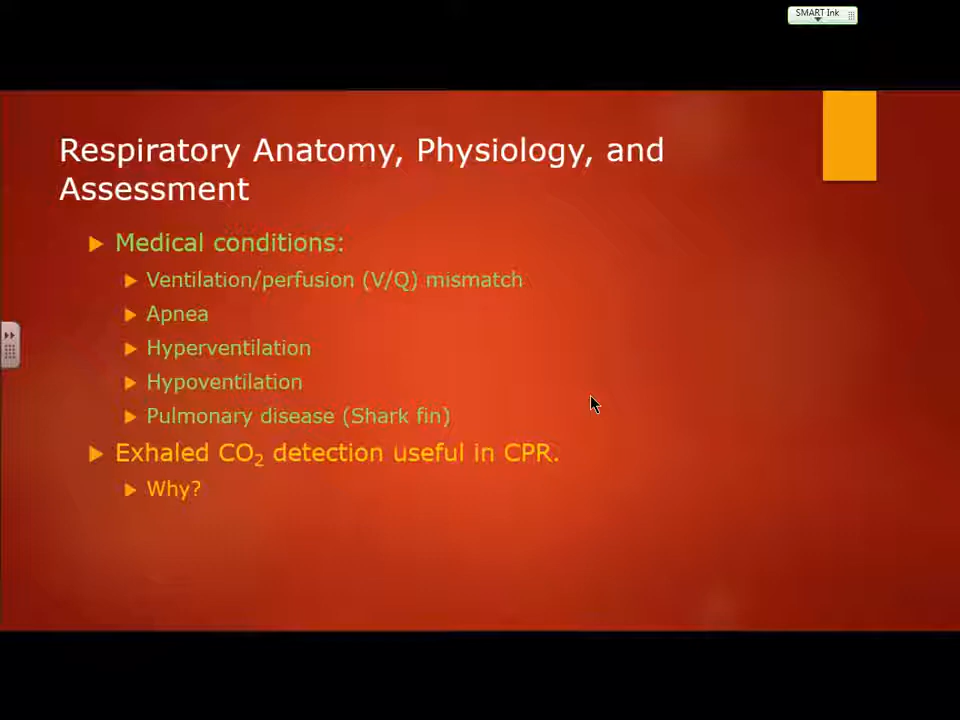 SMART Ink
Respiratory Anatomy, Physiology, and
Assessment
Medical conditions:
Ventilation/perfusion (V/Q) mismatch
Apnea
Hyperventilation
Hypoventilation
Pulmonary disease (Shark fin)
Exhaled CO₂ detection useful in CPR.
Why?